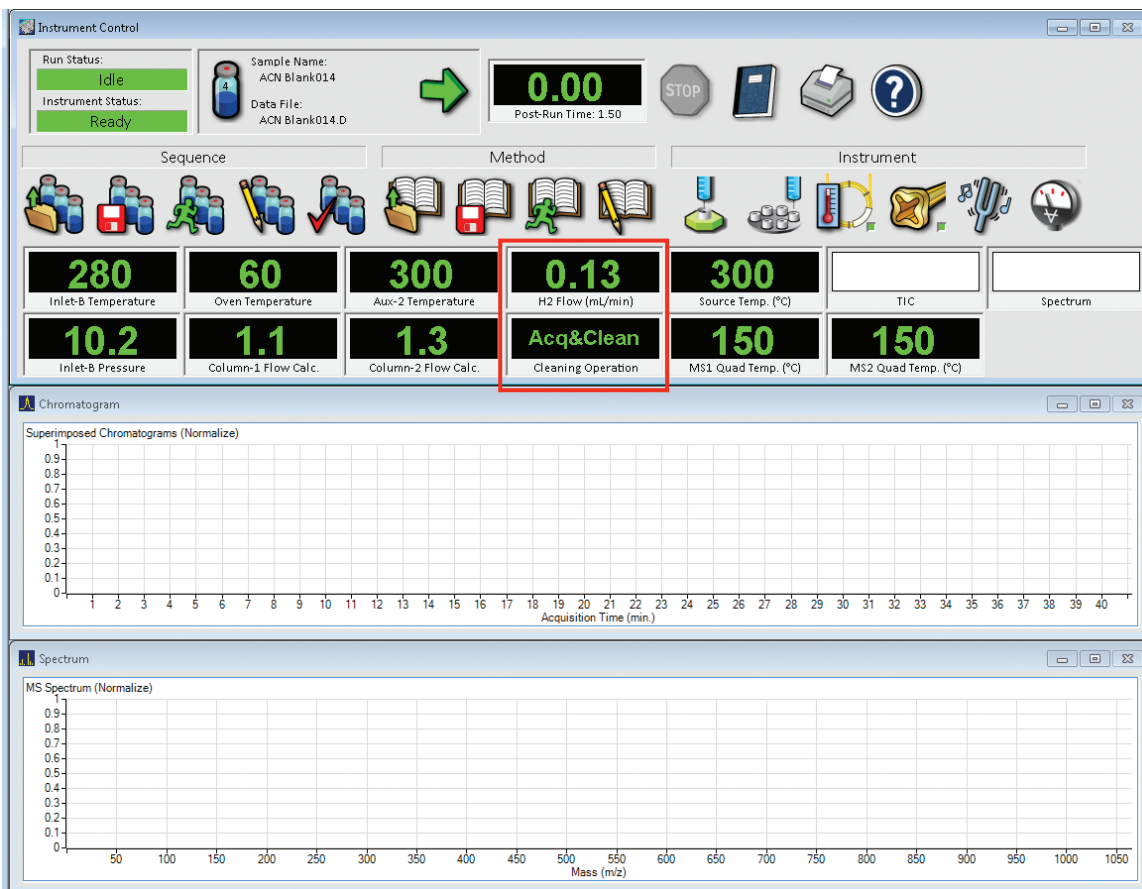 Instrument Control
Run Status:
Idle
Instrument Status:
Ready
4
Sample Name:
ACN Blank014
Data File:
ACN Blank014.D
0.00
Post-Run Time: 1.50
STOP
?
Sequence
Method
Instrument
280
Inlet-B Temperature
60
Oven Temperature
300
Aux-2 Temperature
0.13
H2 Flow (mL/min)
300
Source Temp. (°C)
TIC
Spectrum
10.2
Inlet-B Pressure
1.1
Column-1 Flow Calc.
1.3
Column-2 Flow Calc.
Acq&Clean
Cleaning Operation
150
MS1 Quad Temp. (°C)
150
MS2 Quad Temp. (°C)
Chromatogram
Superimposed Chromatograms (Normalize)
1
0.9
0.8
0.7
0.6
0.5
0.4
0.3
0.2
0.1
0
1 2 3 4 5 6 7 8 9 10 11 12 13 14 15 16 17 18 19 20 21 22 23 24 25 26 27 28 29 30 31 32 33 34 35 36 37 38 39 40
Acquisition Time (min.)
Spectrum
MS Spectrum (Normalize)
1
0.9
0.8
0.7
0.6
0.5
0.4
0.3
0.2
0.1
0
50 100 150 200 250 300 350 400 450 500 550 600 650 700 750 800 850 900 950 1000 1050
Mass (m/z)